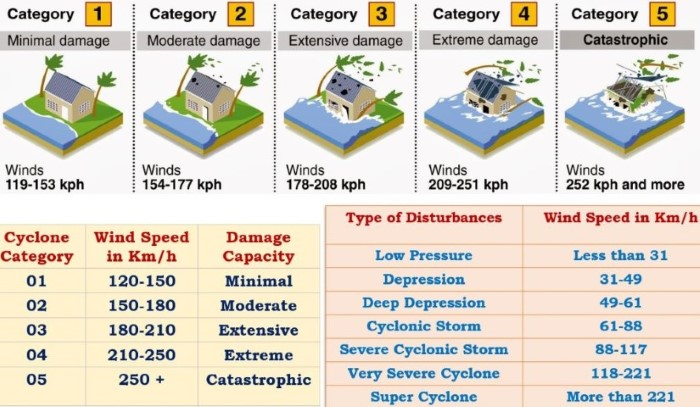 Category 1
Minimal damage
Winds
119-153 kph
Category 2
Moderate damage
Winds
154-177 kph
Category 3
Extensive damage
Winds
178-208 kph
Category 4
Extreme damage
Winds
209-251 kph
Category 5
Catastrophic
Winds
252 kph and more
Cyclone Category Wind Speed in Km/h Damage Capacity
01 120-150 Minimal
02 150-180 Moderate
03 180-210 Extensive
04 210-250 Extreme
05 250 + Catastrophic
Type of Disturbances Wind Speed in Km/h
Low Pressure Less than 31
Depression 31-49
Deep Depression 49-61
Cyclonic Storm 61-88
Severe Cyclonic Storm 88-117
Very Severe Cyclone 118-221
Super Cyclone More than 221